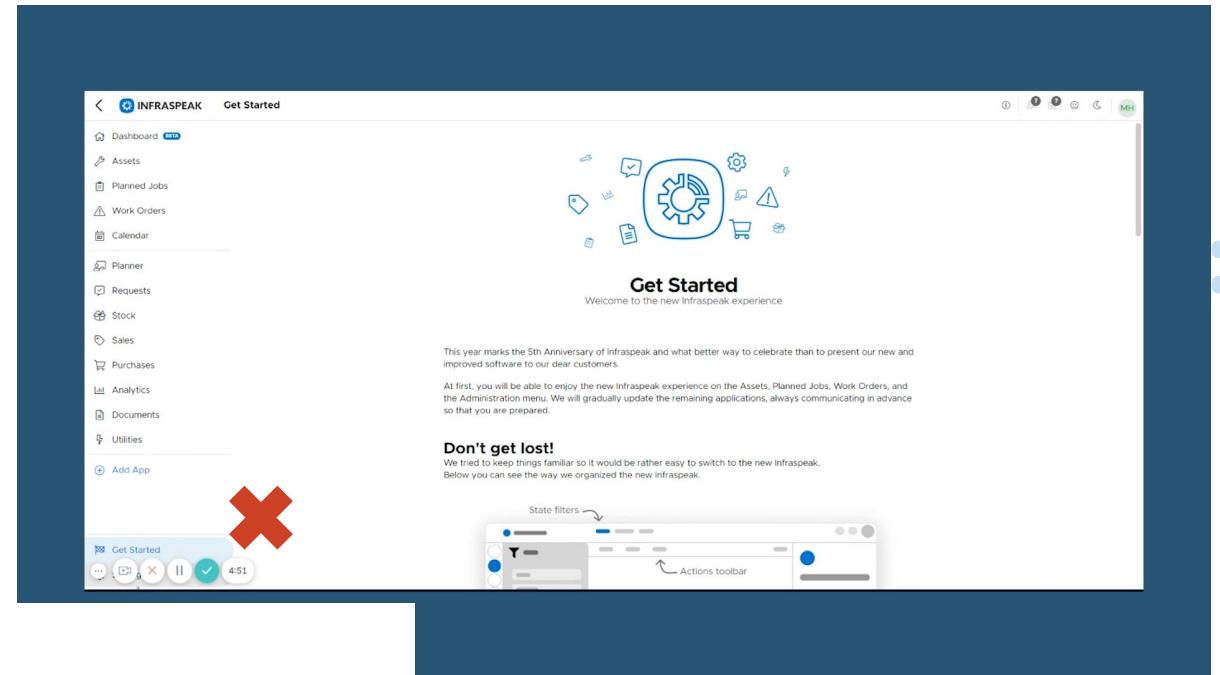 INFRASPEAK Get Started
MH
Dashboard BETA
Assets
Planned Jobs
Work Orders
Calendar
Planner
Requests
Stock
Sales
Purchases
Analytics
Documents
Utilities
Add App
Get Started
4:51
Get Started
Welcome to the new Infraspeak experience
This year marks the 5th Anniversary of Infraspeak and what better way to celebrate than to present our new and
improved software to our dear customers.
At first, you will be able to enjoy the new Infraspeak experience on the Assets, Planned Jobs, Work Orders, and
the Administration menu. We will gradually update the remaining applications, always communicating in advance
so that you are prepared.
Don't get lost!
We tried to keep things familiar so it would be rather easy to switch to the new Infraspeak.
Below you can see the way we organized the new Infraspeak.
State filters
Actions toolbar